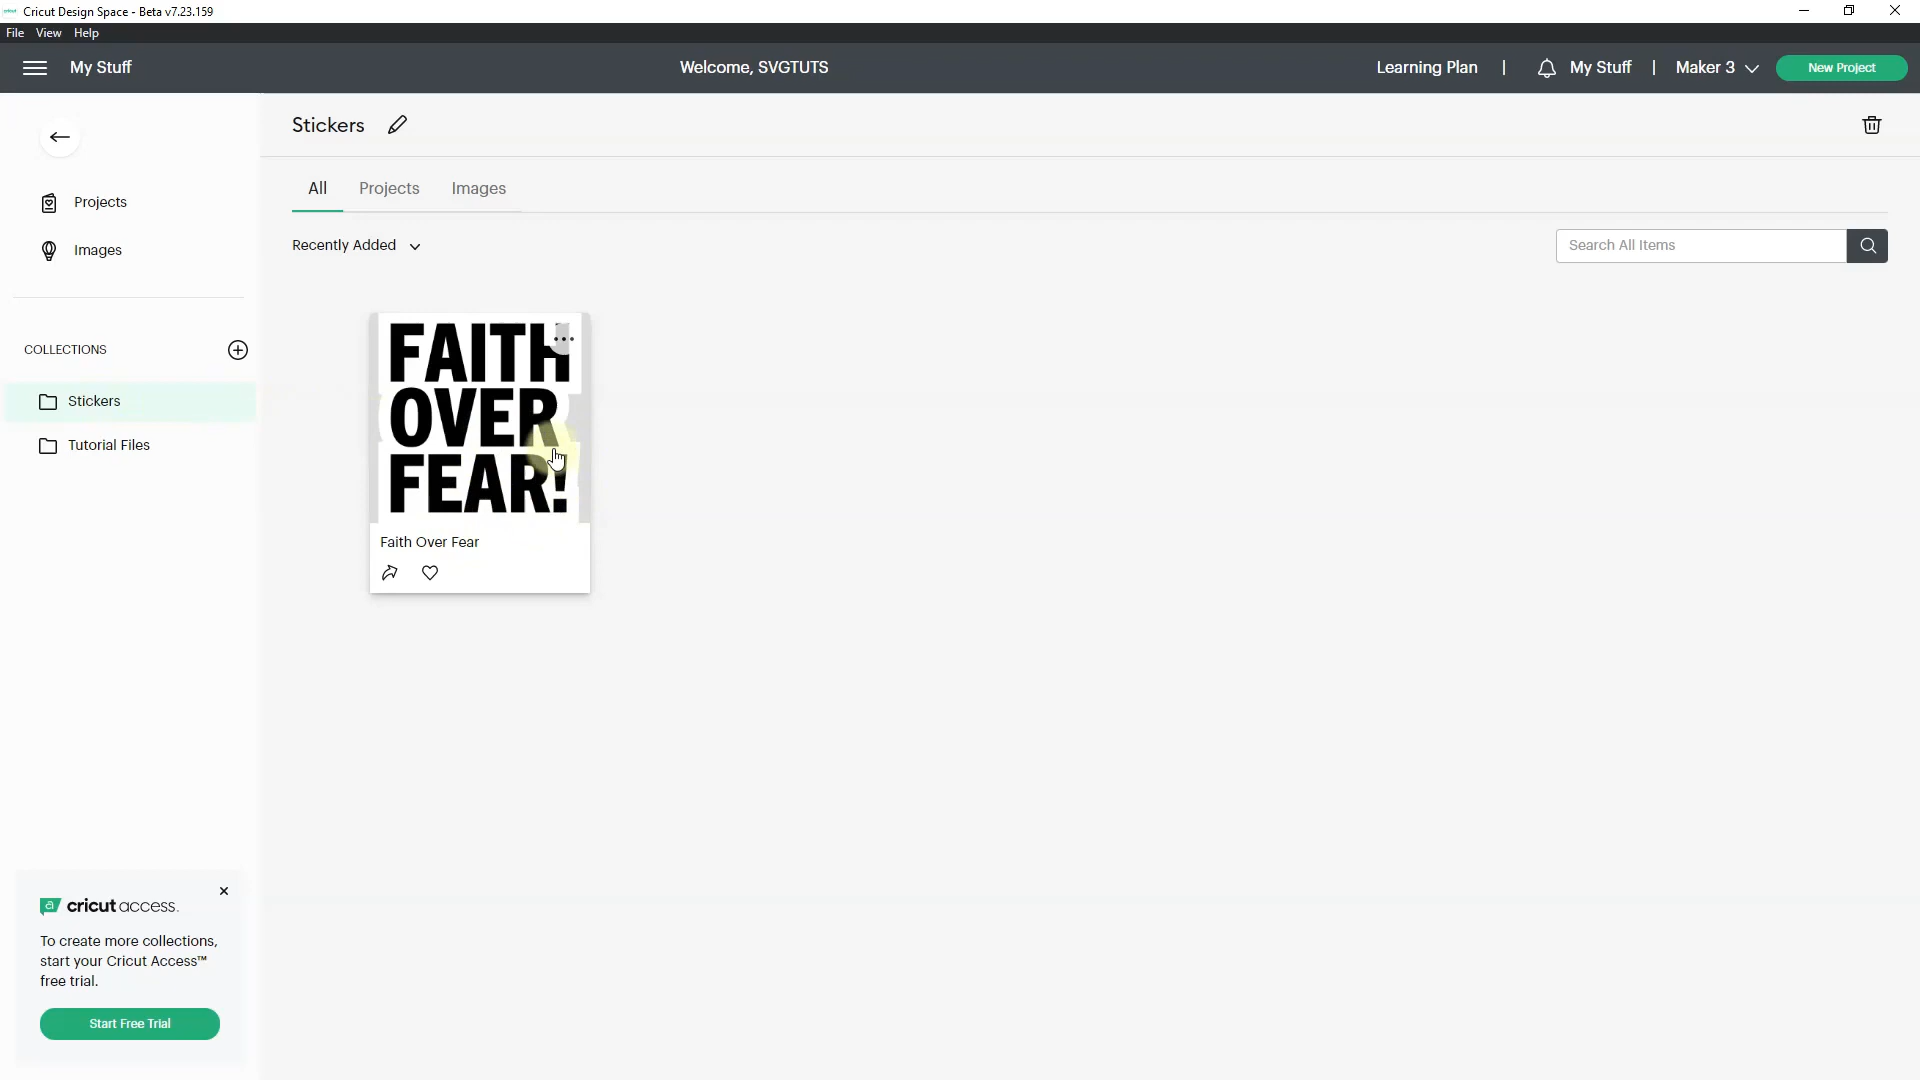 Cricut Design Space - Beta v7.23.159
File View Help
My Stuff
Welcome, SVGTUTS
Learning Plan | My Stuff | Maker 3
New Project
Stickers
Projects
Images
All Projects Images
Recently Added
Search All Items
COLLECTIONS
Stickers
Tutorial Files
FAITH
OVER
FEAR!
Faith Over Fear
cricut access.
To create more collections,
start your Cricut Access™
free trial.
Start Free Trial